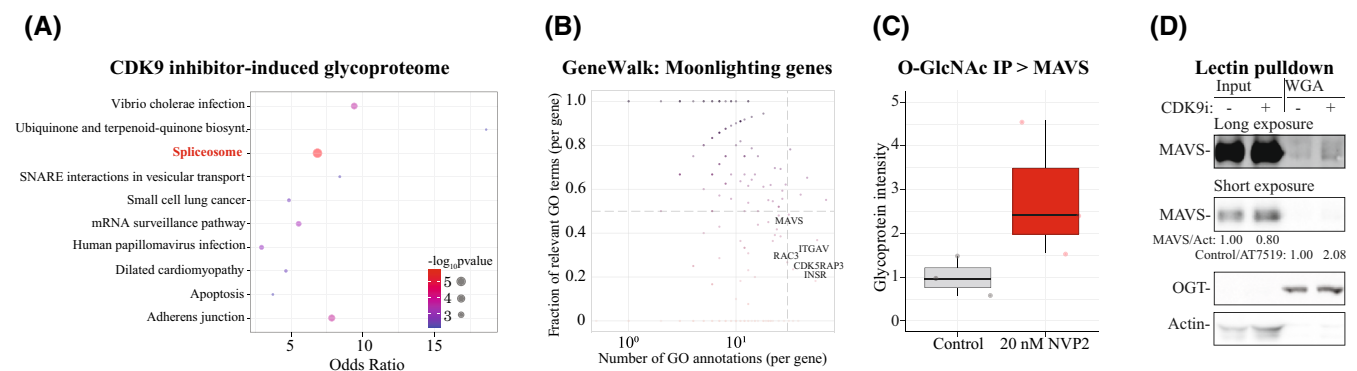 (A)
CDK9 inhibitor-induced glycoproteome
Vibrio cholerae infection
Ubiquinone and terpenoid-quinone biosynt.
Spliceosome
SNARE interactions in vesicular transport
Small cell lung cancer
mRNA surveillance pathway
Human papillomavirus infection
Dilated cardiomyopathy
Apoptosis
Adherens junction
-log10pvalue
5
4
3
5 10 15
Odds Ratio
(B)
GeneWalk: Moonlighting genes
Fraction of relevant GO terms (per gene)
1.0
0.8
0.6
0.4
0.2
0
MAVS
ITGAV
RAC3
CDK5RAP3
INSR
10⁰ 10¹
Number of GO annotations (per gene)
(C)
O-GlcNAc IP > MAVS
Glycoprotein intensity
5
4
3
2
1
0
Control 20 nM NVP2
(D)
Lectin pulldown
Input WGA
CDK9i: - + - +
Long exposure
MAVS-
Short exposure
MAVS-
MAVS/Act: 1.00 0.80
Control/AT7519: 1.00 2.08
OGT-
Actin-